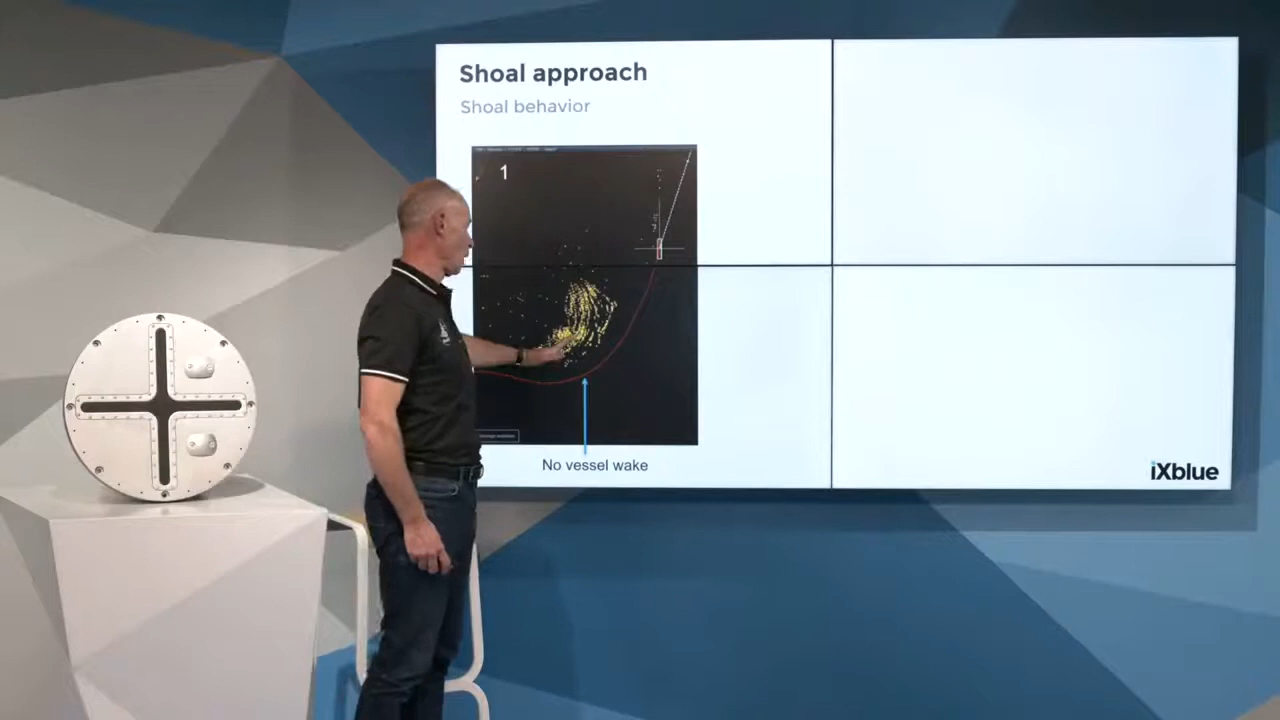 Shoal approach
Shoal behavior
1
No vessel wake
iXblue